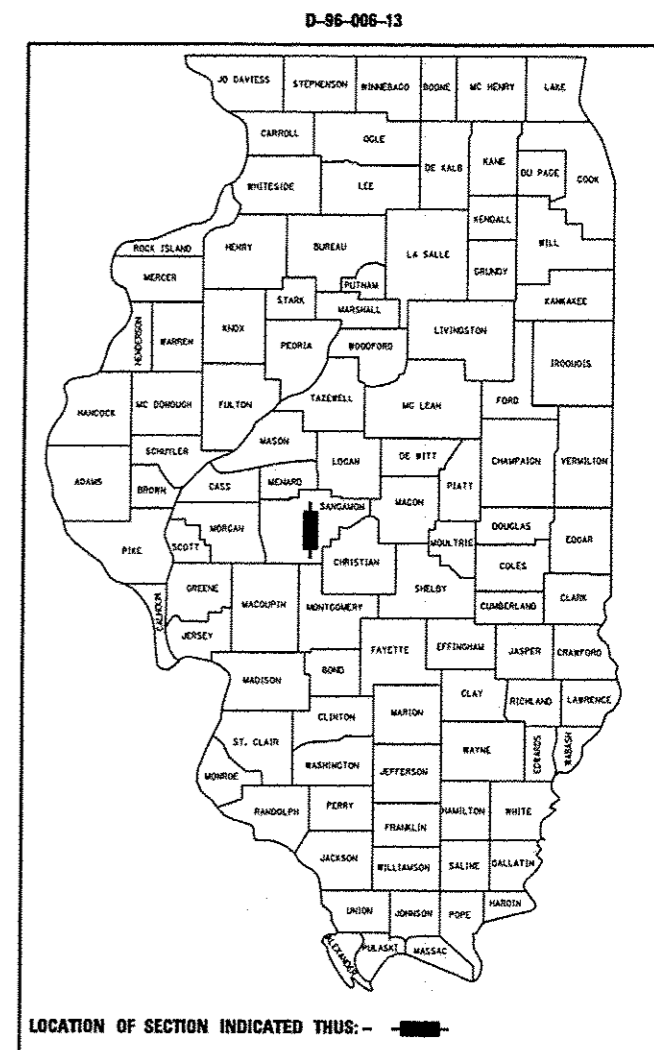 D-96-006-13
JO DAVIESS STEPHENSON WINNEBAGO BOONE MC HENRY LAKE
CARROLL OGLE DE KALB KANE DU PAGE COOK
WHITESIDE LEE
KENDALL
ROCK ISLAND HENRY BUREAU LA SALLE GRUNDY WILL
MERCER PUTNAM
STARK MARSHALL KANKAKEE
HENDERSON WARREN KNOX PEORIA WOODFORD LIVINGSTON
IROQUOIS
HANCOCK MC DONOUGH FULTON TAZEWELL MC LEAN FORD
MASON
SCHUYLER LOGAN DE WITT CHAMPAIGN VERMILION
ADAMS BROWN CASS MENARD PIATT
MORGAN SANGAMON MACON
PIKE SCOTT CHRISTIAN MOULTRIE DOUGLAS EDGAR
COLES
CALHOUN GREENE MACOUPIN MONTGOMERY SHELBY CUMBERLAND CLARK
JERSEY
FAYETTE EFFINGHAM JASPER CRAWFORD
MADISON BOND
CLAY RICHLAND LAWRENCE
CLINTON MARION
ST. CLAIR WAYNE EDWARDS WABASH
MONROE WASHINGTON JEFFERSON
RANDOLPH PERRY HAMILTON WHITE
FRANKLIN
JACKSON WILLIAMSON SALINE GALLATIN
UNION JOHNSON POPE HARDIN
ALEXANDER PULASKI MASSAC
LOCATION OF SECTION INDICATED THUS:-